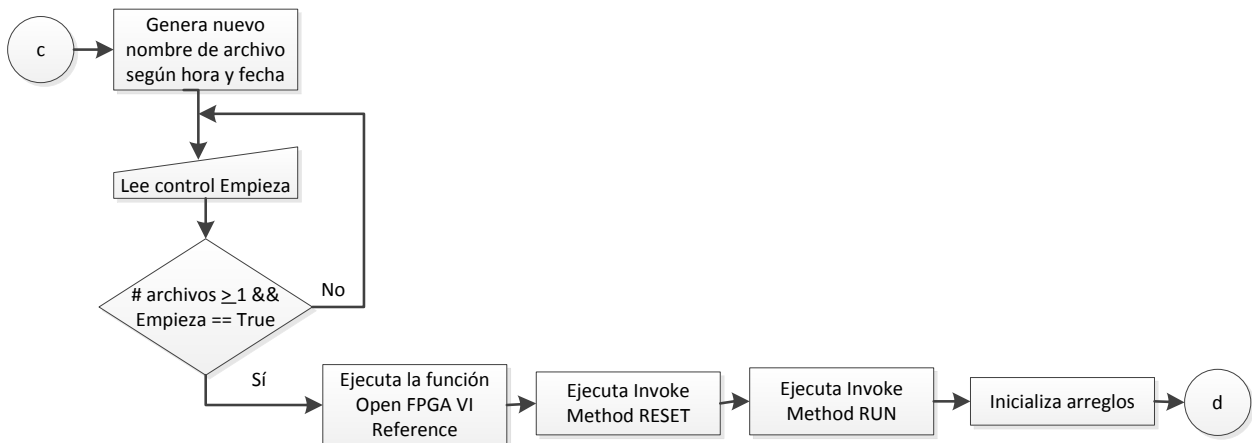 c
Genera nuevo
nombre de archivo
según hora y fecha
Lee control Empieza
# archivos > 1 &&
Empieza == True
No
Sí
Ejecuta la función
Open FPGA VI
Reference
Ejecuta Invoke
Method RESET
Ejecuta Invoke
Method RUN
Inicializa arreglos
d